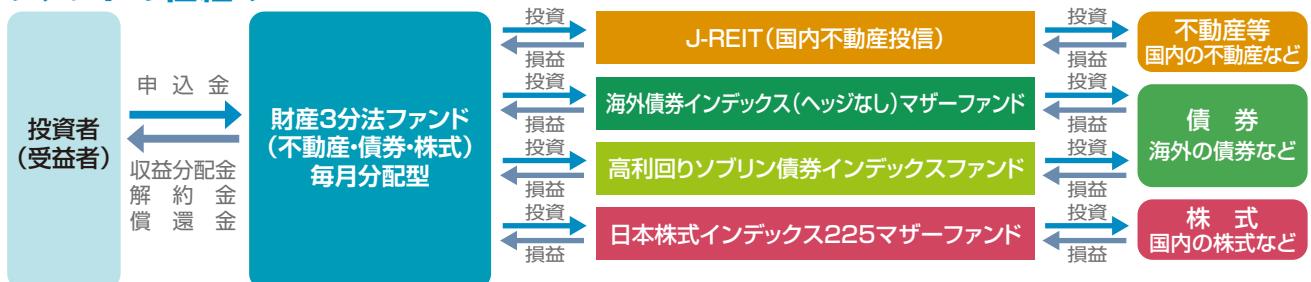 投資者
(受益者)
申 込 金
収益分配金
解 約 金
償 還 金
財産3分法ファンド
(不動産・債券・株式)
毎月分配型
投資
損益
J-REIT(国内不動産投信)
投資
損益
不動産等
国内の不動産など
投資
損益
海外債券インデックス(ヘッジなし)マザーファンド
投資
損益
債 券
海外の債券など
投資
損益
高利回りソブリン債券インデックスファンド
投資
損益
投資
損益
日本株式インデックス225マザーファンド
投資
損益
株 式
国内の株式など